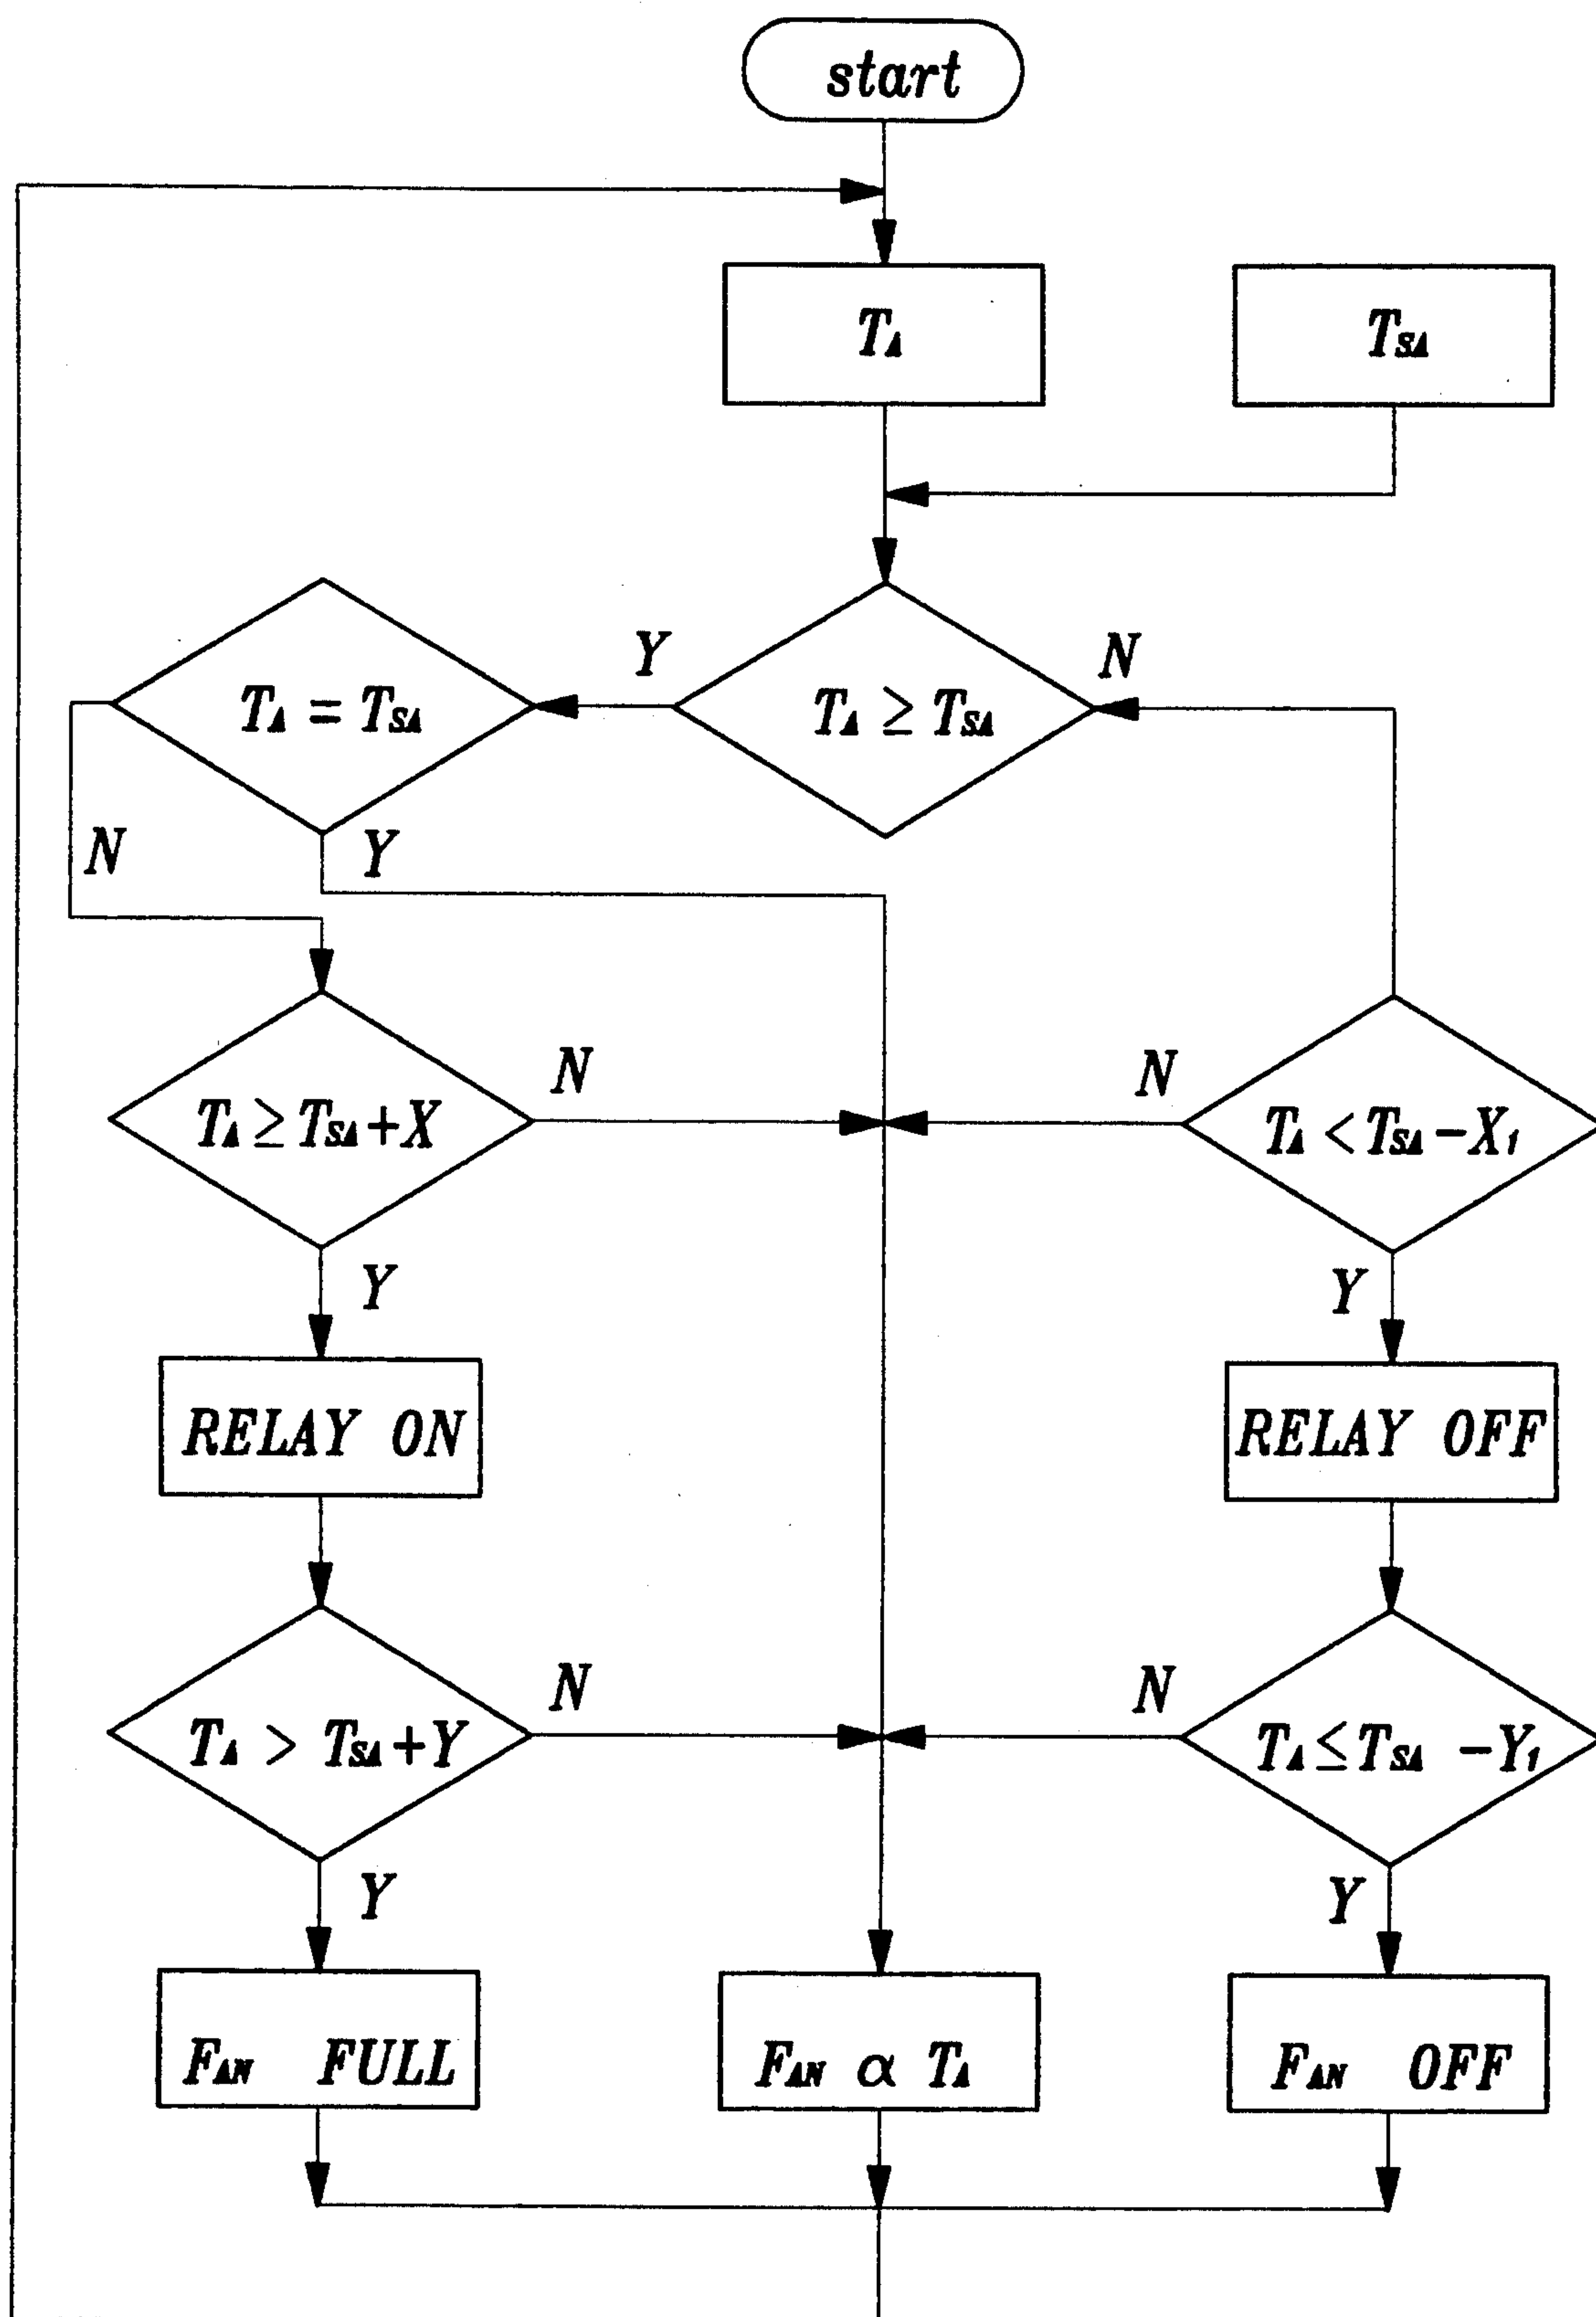 start
TA
TSA
Y
N
TA = TSA
TA ≥ TSA
N
Y
N
N
TA ≥ TSA+X
TA < TSA-X1
Y
Y
RELAY ON
RELAY OFF
N
N
TA > TSA+Y
TA ≤ TSA -Y1
Y
Y
FAN FULL
FAN α TA
FAN OFF